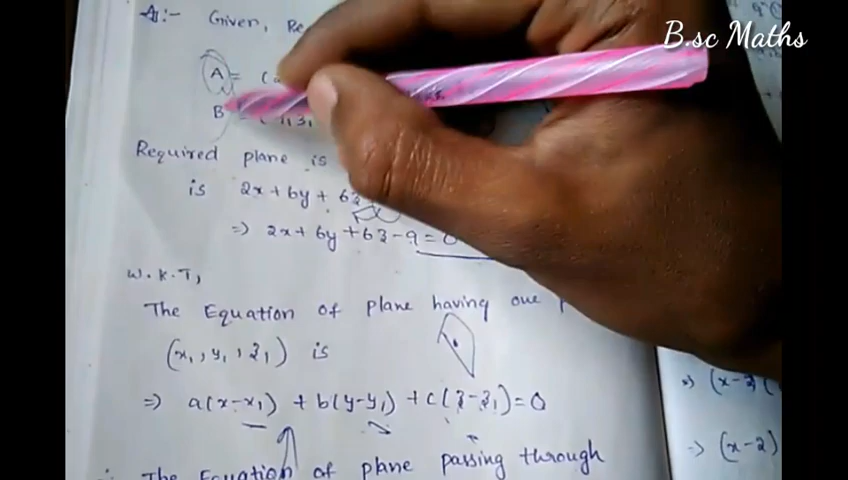 B.sc Maths
A:- Given,
A = (
B = ( , 3,
Required plane is
is 2x + 6y + 6z
=> 2x + 6y + 6z - 9 = 0
W.K.T,
The Equation of plane having one
(x₁, y₁, z₁) is
=> a(x-x₁) + b(y-y₁) + c(z-z₁) = 0
The Equation of plane passing through
=> (x-2)
-> (x-2)